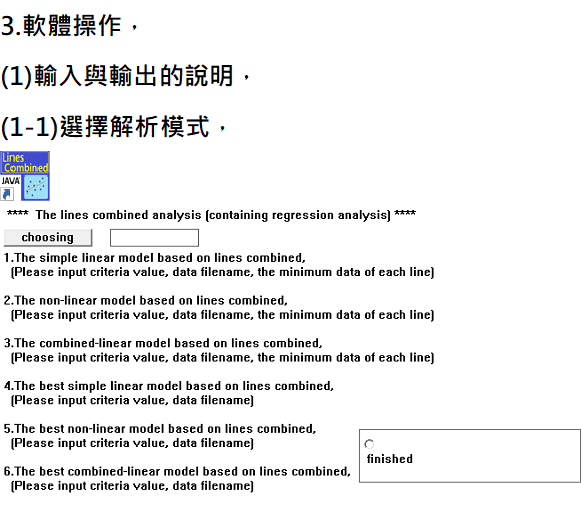 3.軟體操作，
(1)輸入與輸出的說明，
(1-1)選擇解析模式，
Lines
Combined
JAVA
**** The lines combined analysis (containing regression analysis) ****
choosing
1.The simple linear model based on lines combined,
(Please input criteria value, data filename, the minimum data of each line)
2.The non-linear model based on lines combined,
(Please input criteria value, data filename, the minimum data of each line)
3.The combined-linear model based on lines combined,
(Please input criteria value, data filename, the minimum data of each line)
4.The best simple linear model based on lines combined,
(Please input criteria value, data filename)
5.The best non-linear model based on lines combined,
(Please input criteria value, data filename)
6.The best combined-linear model based on lines combined,
(Please input criteria value, data filename)
finished